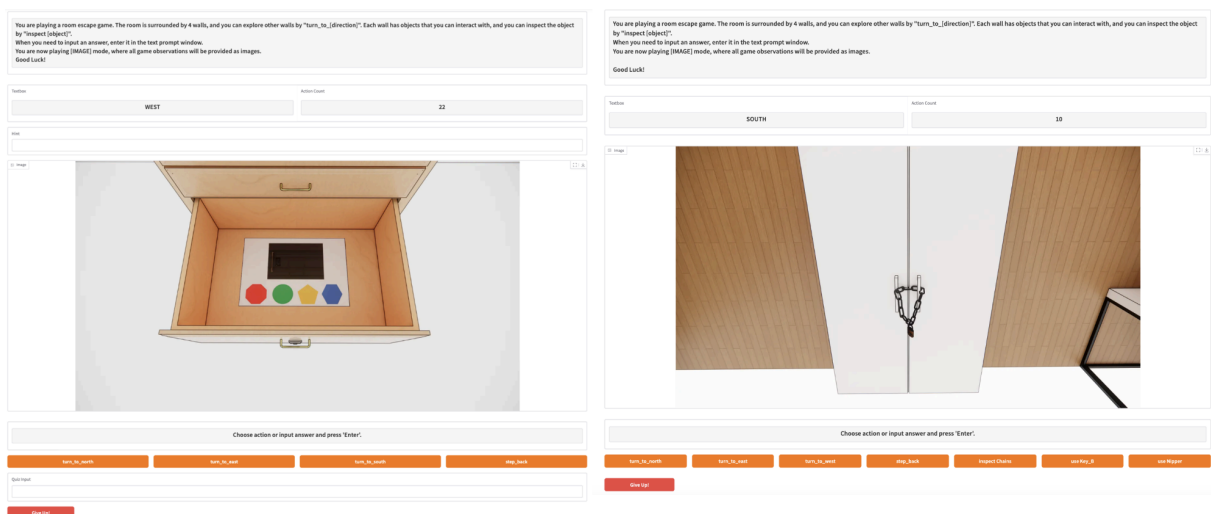 You are playing a room escape game. The room is surrounded by 4 walls, and you can explore other walls by "turn_to_[direction]". Each wall has objects that you can interact with, and you can inspect the object
by "inspect [object]".
When you need to input an answer, enter it in the text prompt window.
You are now playing [IMAGE] mode, where all game observations will be provided as images.
Good Luck!
Textbox
Action Count
WEST
22
Image
Choose action or input answer and press 'Enter'.
turn_to_north
turn_to_east
turn_to_south
step_back
Quiz Input
Give Up!
You are playing a room escape game. The room is surrounded by 4 walls, and you can explore other walls by "turn_to_[direction]". Each wall has objects that you can interact with, and you can inspect the object
by "inspect [object]".
When you need to input an answer, enter it in the text prompt window.
You are now playing [IMAGE] mode, where all game observations will be provided as images.
Good Luck!
Textbox
Action Count
SOUTH
10
Image
Choose action or input answer and press 'Enter'.
turn_to_north
turn_to_east
turn_to_west
step_back
inspect Chains
use Key_0
use Nipper
Give Up!